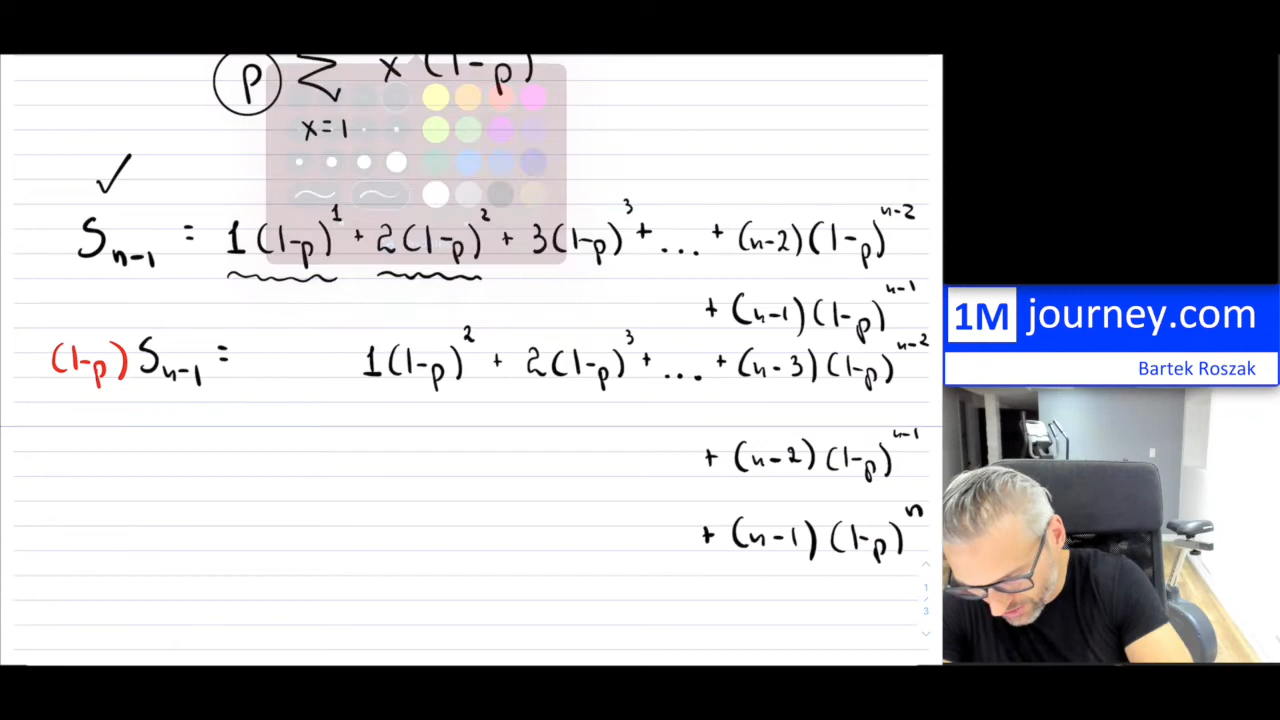 p ∑ x (1-p)
x=1
✓
S_{n-1} = 1(1-p)^1 + 2(1-p)^2 + 3(1-p)^3 + ... + (n-2)(1-p)^{n-2}
+ (n-1)(1-p)^{n-1}
(1-p) S_{n-1} = 1(1-p)^2 + 2(1-p)^3 + ... + (n-3)(1-p)^{n-2}
+ (n-2)(1-p)^{n-1}
+ (n-1)(1-p)^n
1
/
3
1M journey.com
Bartek Roszak